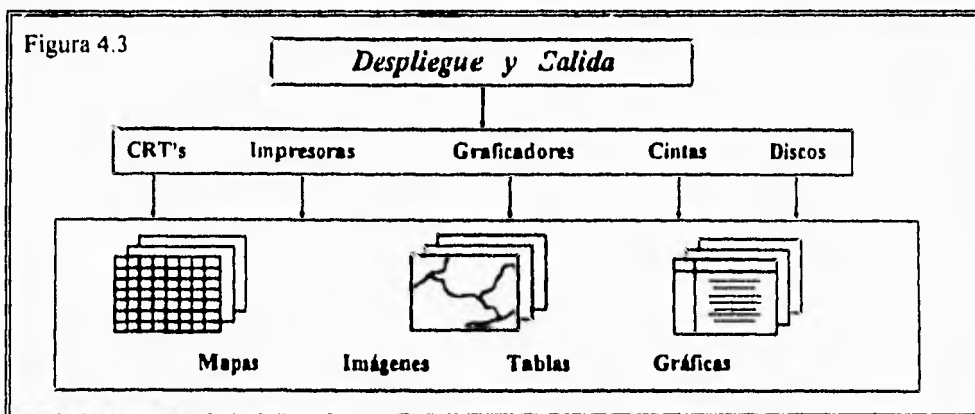 Figura 4.3
Despliegue y Salida
CRT's Impresoras Graficadores Cintas Discos
Mapas Imágenes Tablas Gráficas